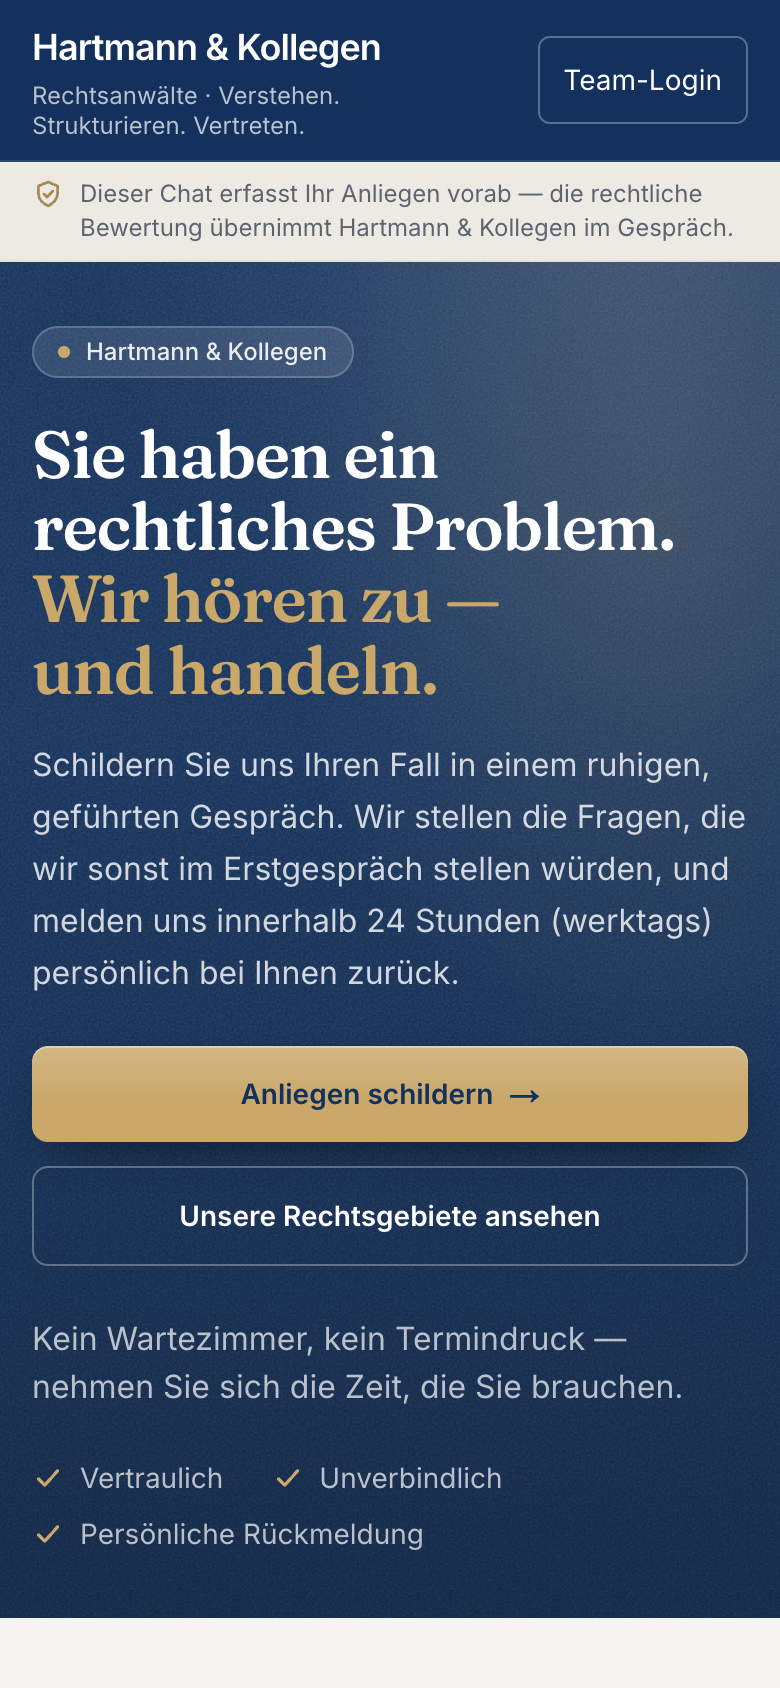 Hartmann & Kollegen
Rechtsanwälte · Verstehen.
Strukturieren. Vertreten.
Team-Login
Dieser Chat erfasst Ihr Anliegen vorab — die rechtliche
Bewertung übernimmt Hartmann & Kollegen im Gespräch.
Hartmann & Kollegen
Sie haben ein
rechtliches Problem.
Wir hören zu —
und handeln.
Schildern Sie uns Ihren Fall in einem ruhigen,
geführten Gespräch. Wir stellen die Fragen, die
wir sonst im Erstgespräch stellen würden, und
melden uns innerhalb 24 Stunden (werktags)
persönlich bei Ihnen zurück.
Anliegen schildern →
Unsere Rechtsgebiete ansehen
Kein Wartezimmer, kein Termindruck —
nehmen Sie sich die Zeit, die Sie brauchen.
Vertraulich
Unverbindlich
Persönliche Rückmeldung